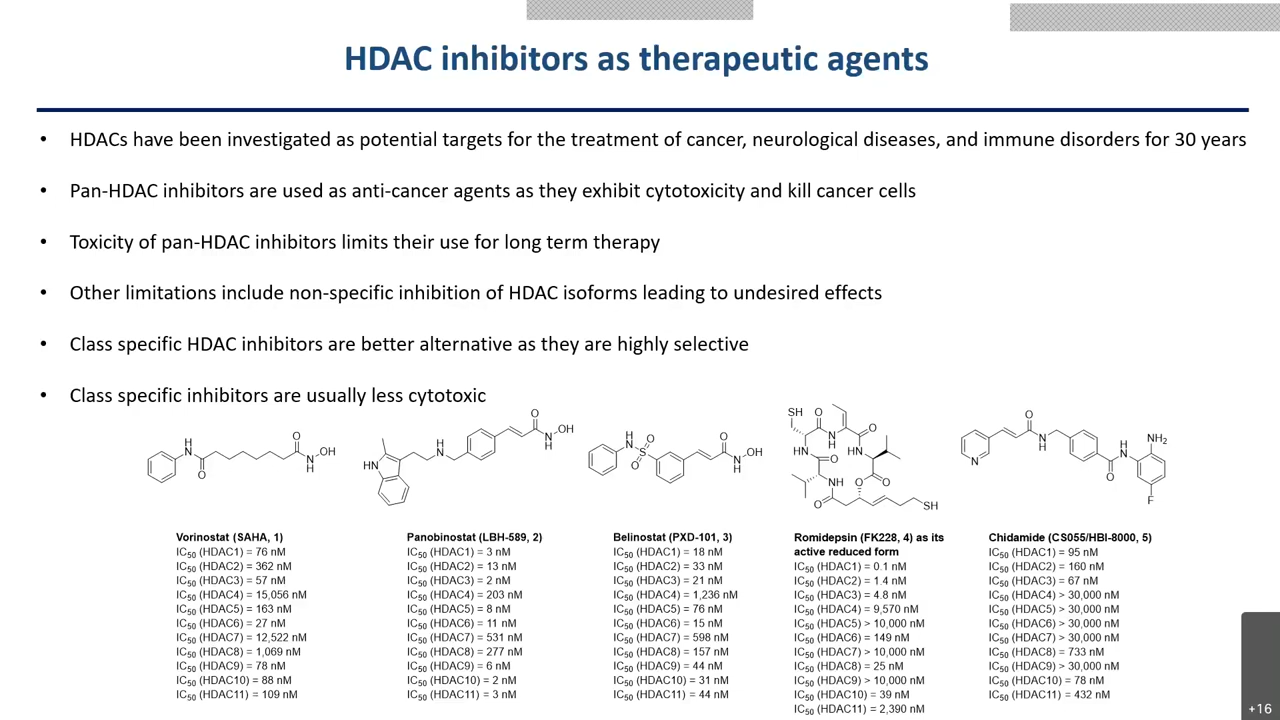 HDAC inhibitors as therapeutic agents
• HDACs have been investigated as potential targets for the treatment of cancer, neurological diseases, and immune disorders for 30 years
• Pan-HDAC inhibitors are used as anti-cancer agents as they exhibit cytotoxicity and kill cancer cells
• Toxicity of pan-HDAC inhibitors limits their use for long term therapy
• Other limitations include non-specific inhibition of HDAC isoforms leading to undesired effects
• Class specific HDAC inhibitors are better alternative as they are highly selective
• Class specific inhibitors are usually less cytotoxic
H
N
O
O
N
H
OH
HN
H
N
O
N
H
OH
H
N
S
O
O
O
N
H
OH
SH
O
N
H
O
HN
HN
O
NH
O
O
O
SH
N
O
N
H
H
N
O
NH₂
F
Vorinostat (SAHA, 1)
IC₅₀ (HDAC1) = 76 nM
IC₅₀ (HDAC2) = 362 nM
IC₅₀ (HDAC3) = 57 nM
IC₅₀ (HDAC4) = 15,056 nM
IC₅₀ (HDAC5) = 163 nM
IC₅₀ (HDAC6) = 27 nM
IC₅₀ (HDAC7) = 12,522 nM
IC₅₀ (HDAC8) = 1,069 nM
IC₅₀ (HDAC9) = 78 nM
IC₅₀ (HDAC10) = 88 nM
IC₅₀ (HDAC11) = 109 nM
Panobinostat (LBH-589, 2)
IC₅₀ (HDAC1) = 3 nM
IC₅₀ (HDAC2) = 13 nM
IC₅₀ (HDAC3) = 2 nM
IC₅₀ (HDAC4) = 203 nM
IC₅₀ (HDAC5) = 8 nM
IC₅₀ (HDAC6) = 11 nM
IC₅₀ (HDAC7) = 531 nM
IC₅₀ (HDAC8) = 277 nM
IC₅₀ (HDAC9) = 6 nM
IC₅₀ (HDAC10) = 2 nM
IC₅₀ (HDAC11) = 3 nM
Belinostat (PXD-101, 3)
IC₅₀ (HDAC1) = 18 nM
IC₅₀ (HDAC2) = 33 nM
IC₅₀ (HDAC3) = 21 nM
IC₅₀ (HDAC4) = 1,236 nM
IC₅₀ (HDAC5) = 76 nM
IC₅₀ (HDAC6) = 15 nM
IC₅₀ (HDAC7) = 598 nM
IC₅₀ (HDAC8) = 157 nM
IC₅₀ (HDAC9) = 44 nM
IC₅₀ (HDAC10) = 31 nM
IC₅₀ (HDAC11) = 44 nM
Romidepsin (FK228, 4) as its
active reduced form
IC₅₀ (HDAC1) = 0.1 nM
IC₅₀ (HDAC2) = 1.4 nM
IC₅₀ (HDAC3) = 4.8 nM
IC₅₀ (HDAC4) = 9,570 nM
IC₅₀ (HDAC5) > 10,000 nM
IC₅₀ (HDAC6) = 149 nM
IC₅₀ (HDAC7) > 10,000 nM
IC₅₀ (HDAC8) = 25 nM
IC₅₀ (HDAC9) > 10,000 nM
IC₅₀ (HDAC10) = 39 nM
IC₅₀ (HDAC11) = 2,390 nM
Chidamide (CS055/HBI-8000, 5)
IC₅₀ (HDAC1) = 95 nM
IC₅₀ (HDAC2) = 160 nM
IC₅₀ (HDAC3) = 67 nM
IC₅₀ (HDAC4) > 30,000 nM
IC₅₀ (HDAC5) > 30,000 nM
IC₅₀ (HDAC6) > 30,000 nM
IC₅₀ (HDAC7) > 30,000 nM
IC₅₀ (HDAC8) = 733 nM
IC₅₀ (HDAC9) > 30,000 nM
IC₅₀ (HDAC10) = 78 nM
IC₅₀ (HDAC11) = 432 nM
+16